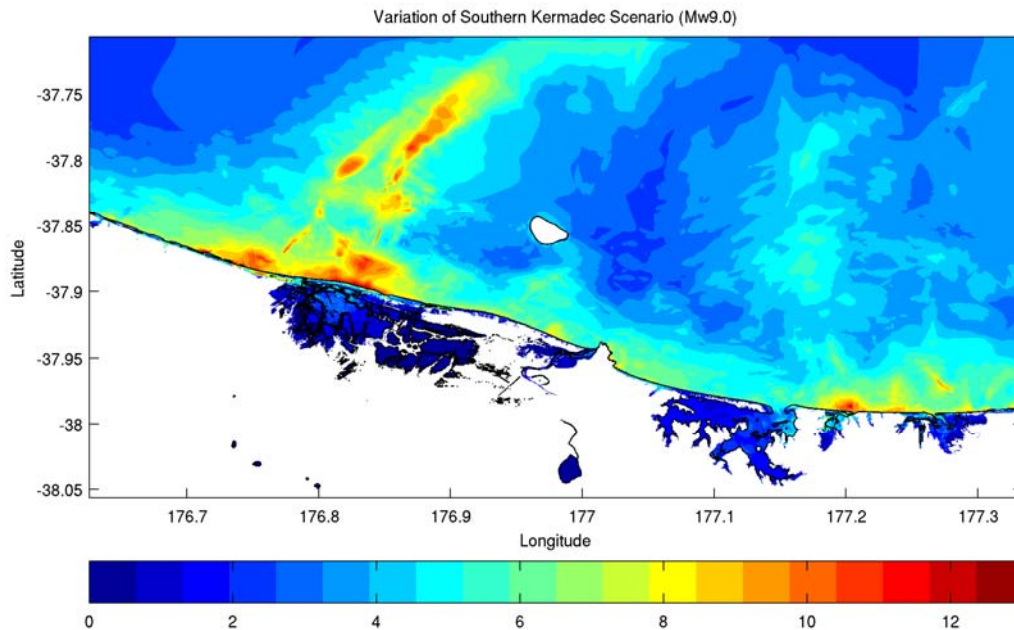 Variation of Southern Kermadec Scenario (Mw9.0)
-37.75
-37.8
-37.85
Latitude
-37.9
-37.95
-38
-38.05
176.7 176.8 176.9 177 177.1 177.2 177.3
Longitude
0 2 4 6 8 10 12